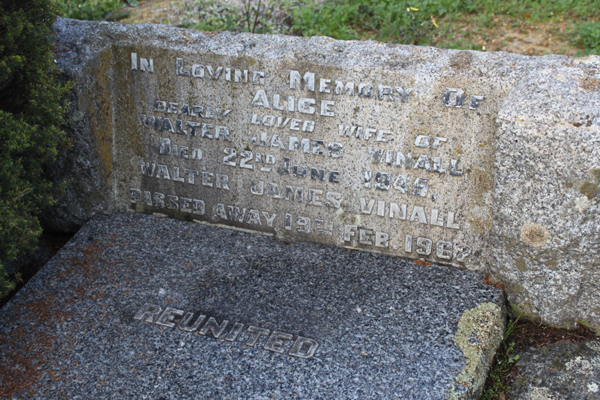 In Loving Memory of
ALICE
DEARLY LOVED WIFE OF
WALTER JAMES VINALL
DIED 22ND JUNE 1945.
WALTER JAMES VINALL
PASSED AWAY 19TH FEB.
REUNITED